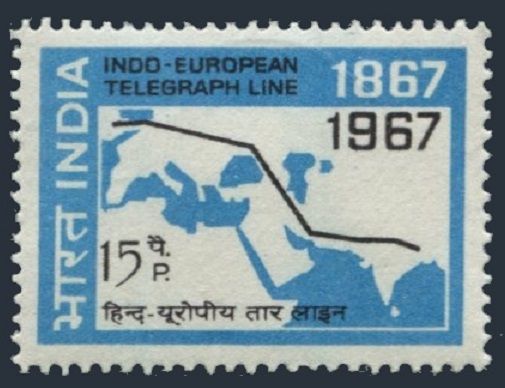 भारत INDIA
INDO-EUROPEAN
TELEGRAPH LINE
1867
1967
15 पै.
P.
हिन्द-यूरोपीय तार लाइन